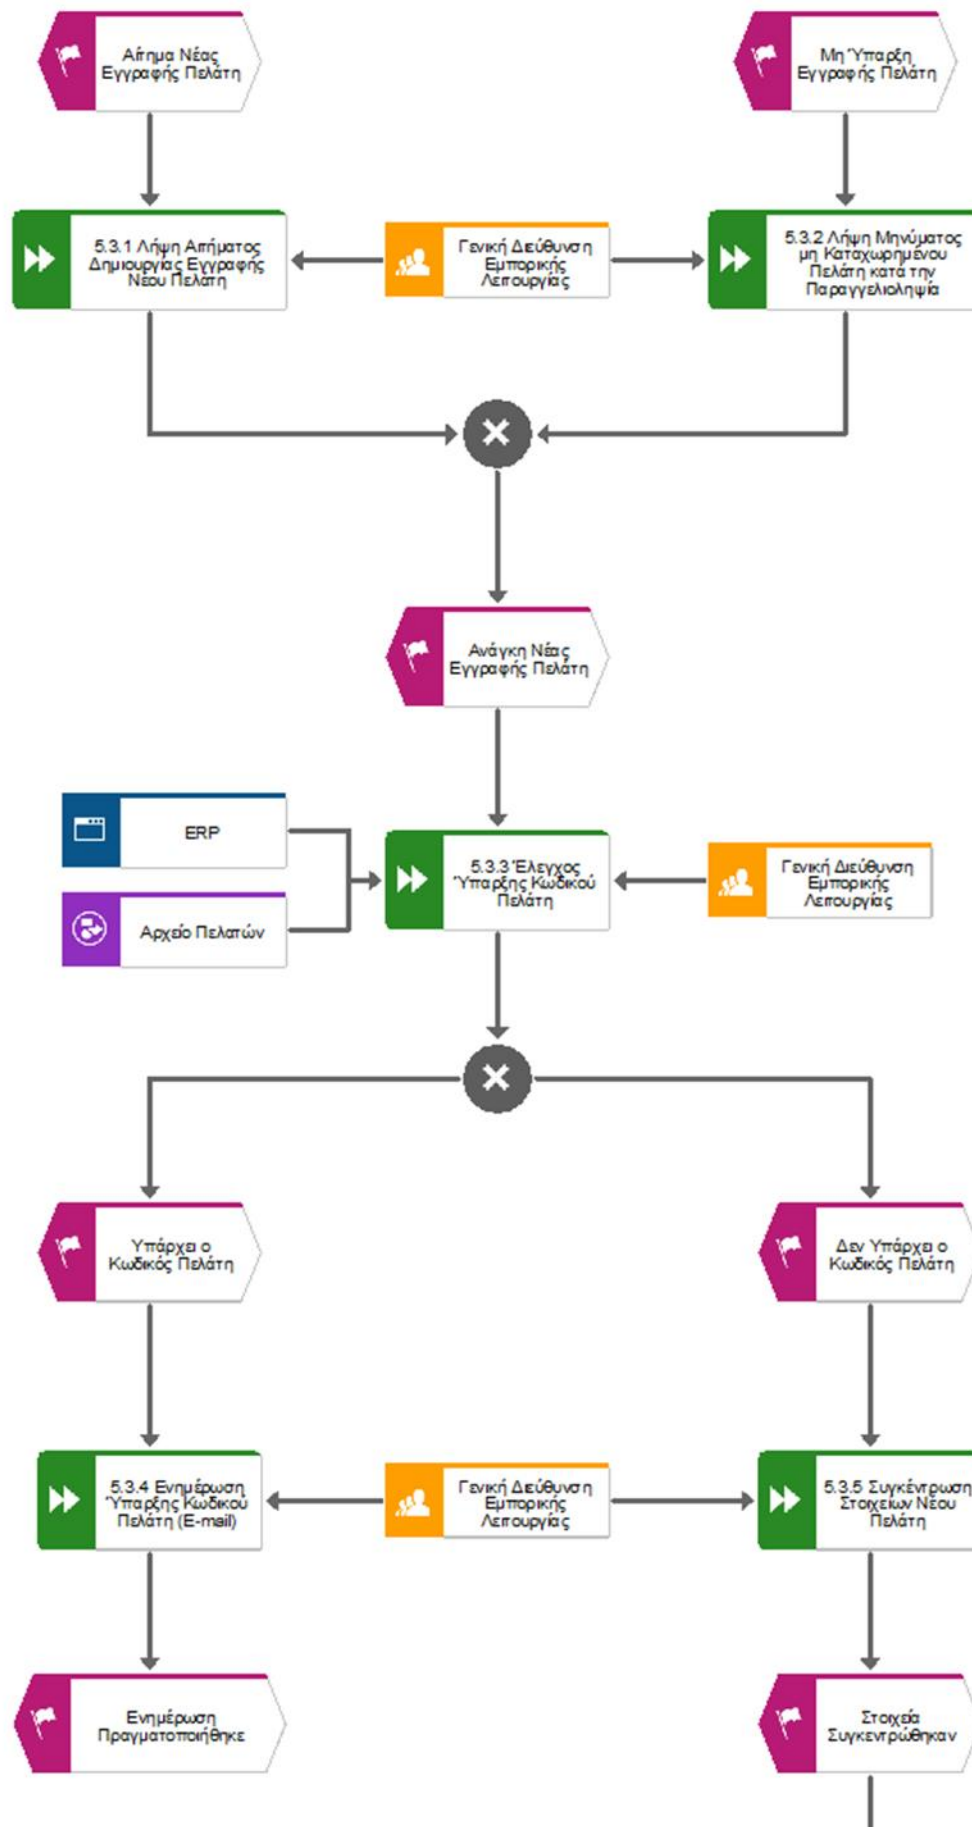 Αίτημα Νέας
Εγγραφής Πελάτη
Μη Ύπαρξη
Εγγραφής Πελάτη
5.3.1 Λήψη Αιτήματος
Δημιουργίας Εγγραφής
Νέου Πελάτη
Γενική Διεύθυνση
Εμπορικής
Λειτουργίας
5.3.2 Λήψη Μηνύματος
μη Καταχωρημένου
Πελάτη κατά την
Παραγγελιοληψία
Ανάγκη Νέας
Εγγραφής Πελάτη
ERP
Αρχείο Πελατών
5.3.3 Έλεγχος
Ύπαρξης Κωδικού
Πελάτη
Γενική Διεύθυνση
Εμπορικής
Λειτουργίας
Υπάρχει ο
Κωδικός Πελάτη
Δεν Υπάρχει ο
Κωδικός Πελάτη
5.3.4 Ενημέρωση
Ύπαρξης Κωδικού
Πελάτη (E-mail)
Γενική Διεύθυνση
Εμπορικής
Λειτουργίας
5.3.5 Συγκέντρωση
Στοιχείων Νέου
Πελάτη
Ενημέρωση
Πραγματοποιήθηκε
Στοιχεία
Συγκεντρώθηκαν